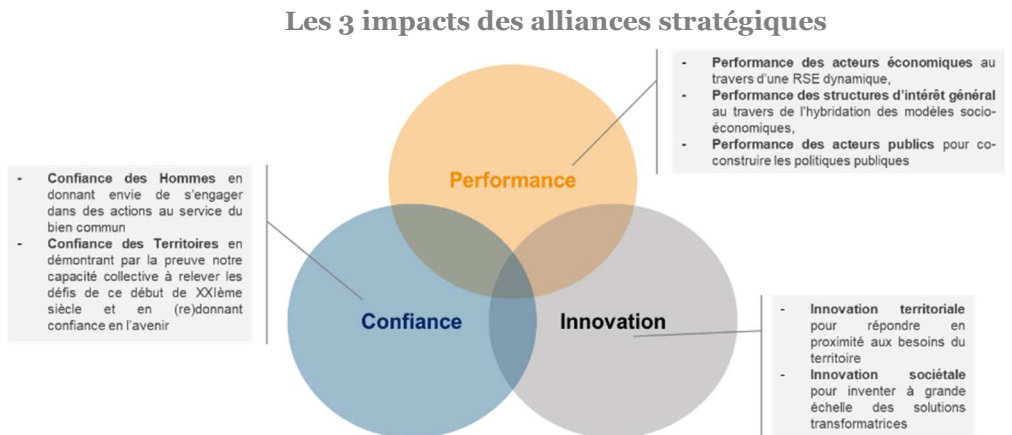 Les 3 impacts des alliances stratégiques
- Performance des acteurs économiques au
travers d'une RSE dynamique,
- Performance des structures d'intérêt général
au travers de l'hybridation des modèles socio-
économiques,
- Performance des acteurs publics pour co-
construire les politiques publiques
Performance
- Confiance des Hommes en
donnant envie de s'engager
dans des actions au service du
bien commun
- Confiance des Territoires en
démontrant par la preuve notre
capacité collective à relever les
défis de ce début de XXIème
siècle et en (re)donnant
confiance en l'avenir
Confiance
Innovation
- Innovation territoriale
pour répondre en
proximité aux besoins du
territoire
- Innovation sociétale
pour inventer à grande
échelle des solutions
transformatrices